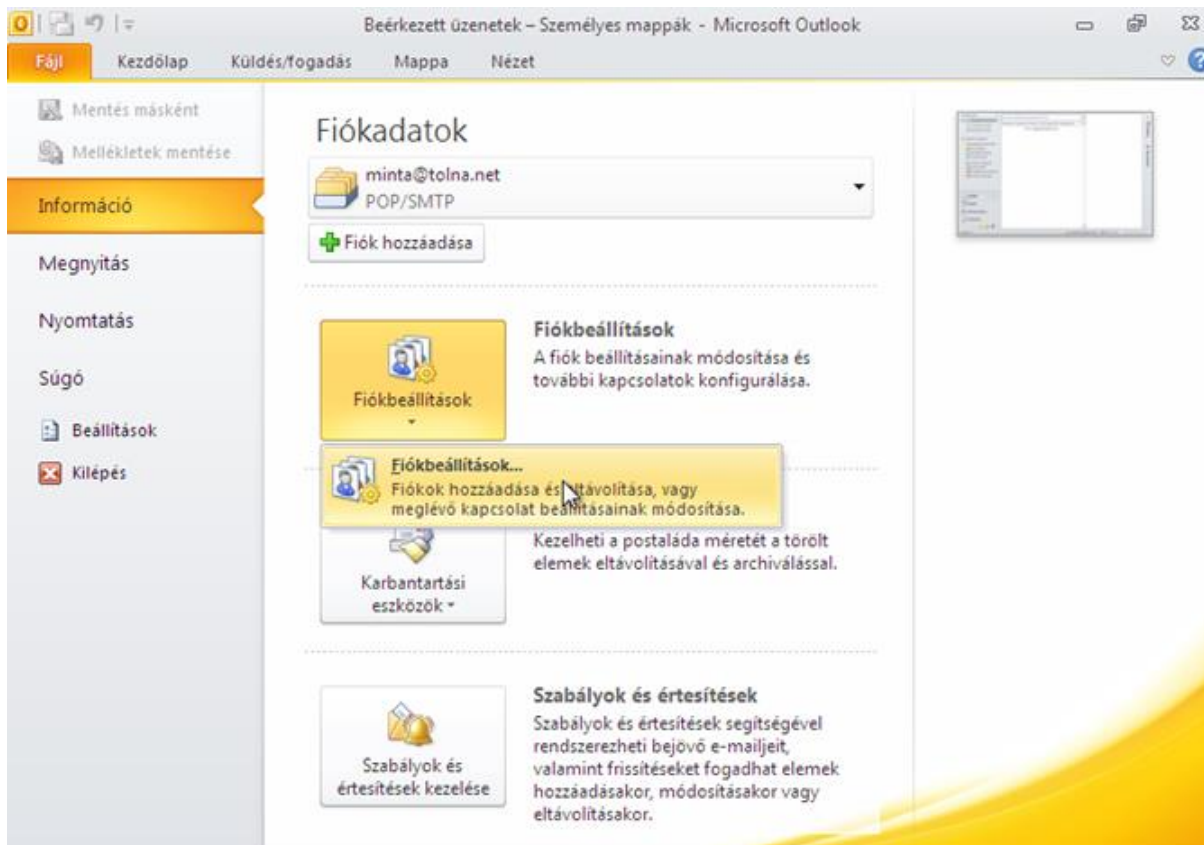 Beérkezett üzenetek – Személyes mappák - Microsoft Outlook
Fájl Kezdőlap Küldés/fogadás Mappa Nézet
Mentés másként
Mellékletek mentése
Információ
Megnyitás
Nyomtatás
Súgó
Beállítások
Kilépés
Fiókadatok
minta@tolna.net
POP/SMTP
Fiók hozzáadása
Fiókbeállítások
Fiókbeállítások
A fiók beállításainak módosítása és
további kapcsolatok konfigurálása.
Fiókbeállítások...
Fiókok hozzáadása és eltávolítása, vagy
meglévő kapcsolat beállításainak módosítása.
Karbantartási
eszközök
Kezelheti a postaláda méretét a törölt
elemek eltávolításával és archiválással.
Szabályok és
értesítések kezelése
Szabályok és értesítések
Szabályok és értesítések segítségével
rendszerezheti bejövő e-mailjeit,
valamint frissítéseket fogadhat elemek
hozzáadásakor, módosításakor vagy
eltávolításakor.